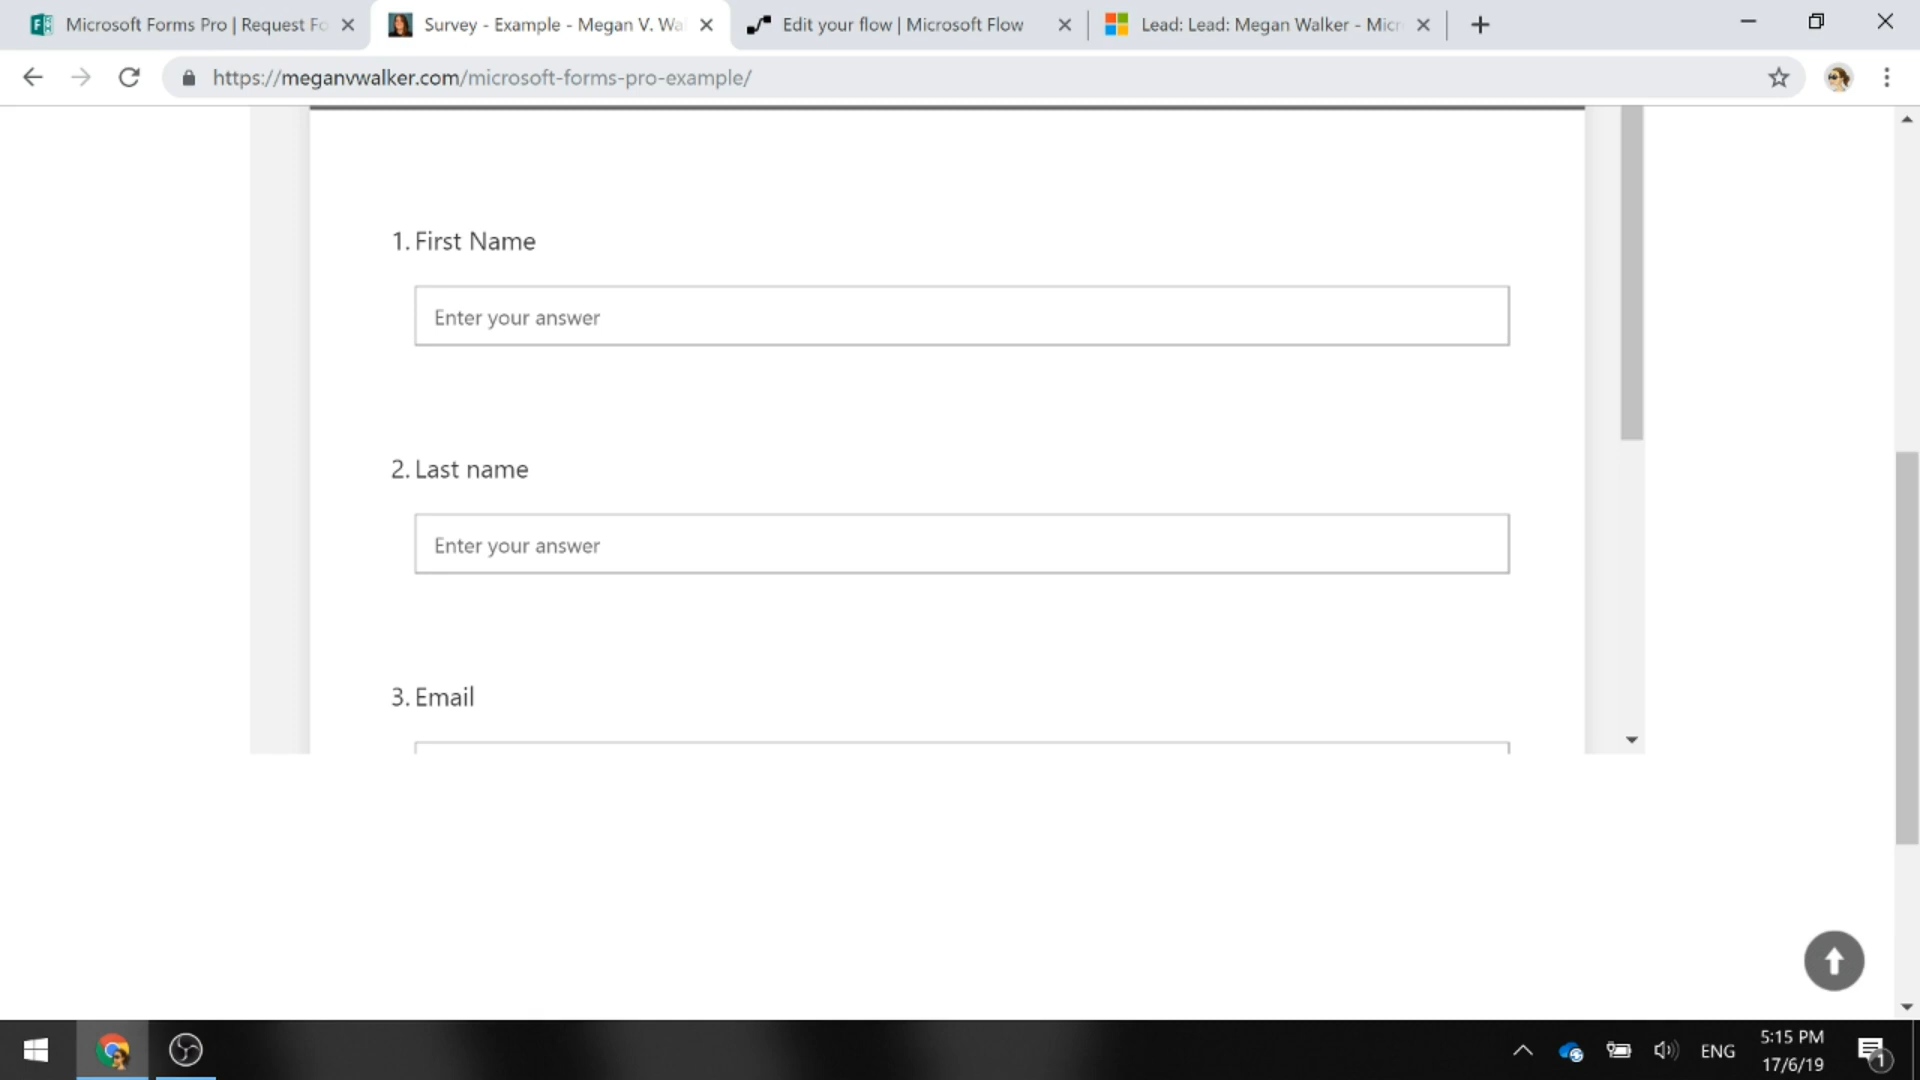 Microsoft Forms Pro | Request Fo
Survey - Example - Megan V. Wa
Edit your flow | Microsoft Flow
Lead: Lead: Megan Walker - Micr
https://meganvwalker.com/microsoft-forms-pro-example/
1. First Name
Enter your answer
2. Last name
Enter your answer
3. Email
ENG
5:15 PM
17/6/19
1